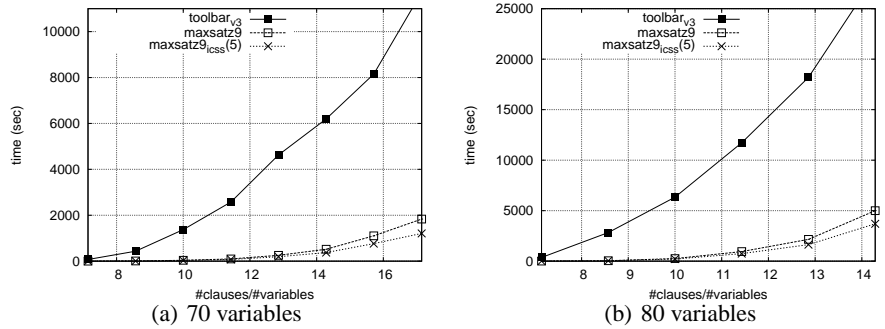 10000
8000
6000
4000
2000
0
time (sec)
8
10
12
14
16
#clauses/#variables
toolbarv3
maxsatz9
maxsatz9icss(5)
(a) 70 variables
25000
20000
15000
10000
5000
0
time (sec)
8
9
10
11
12
13
14
#clauses/#variables
toolbarv3
maxsatz9
maxsatz9icss(5)
(b) 80 variables